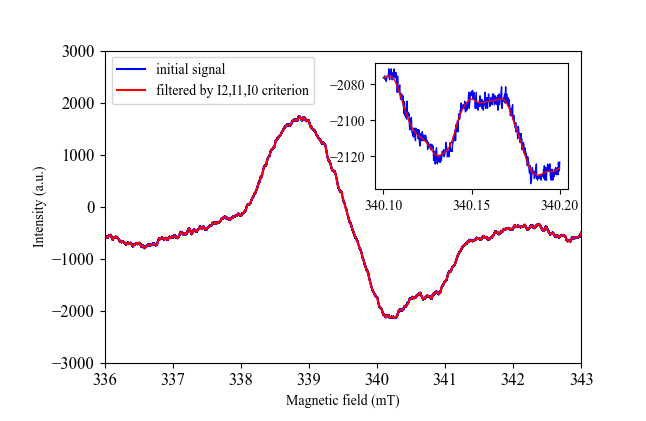 3000
2000
1000
0
−1000
−2000
−3000
Intensity (a.u.)
initial signal
filtered by I2,I1,I0 criterion
−2080
−2100
−2120
340.10 340.15 340.20
336 337 338 339 340 341 342 343
Magnetic field (mT)